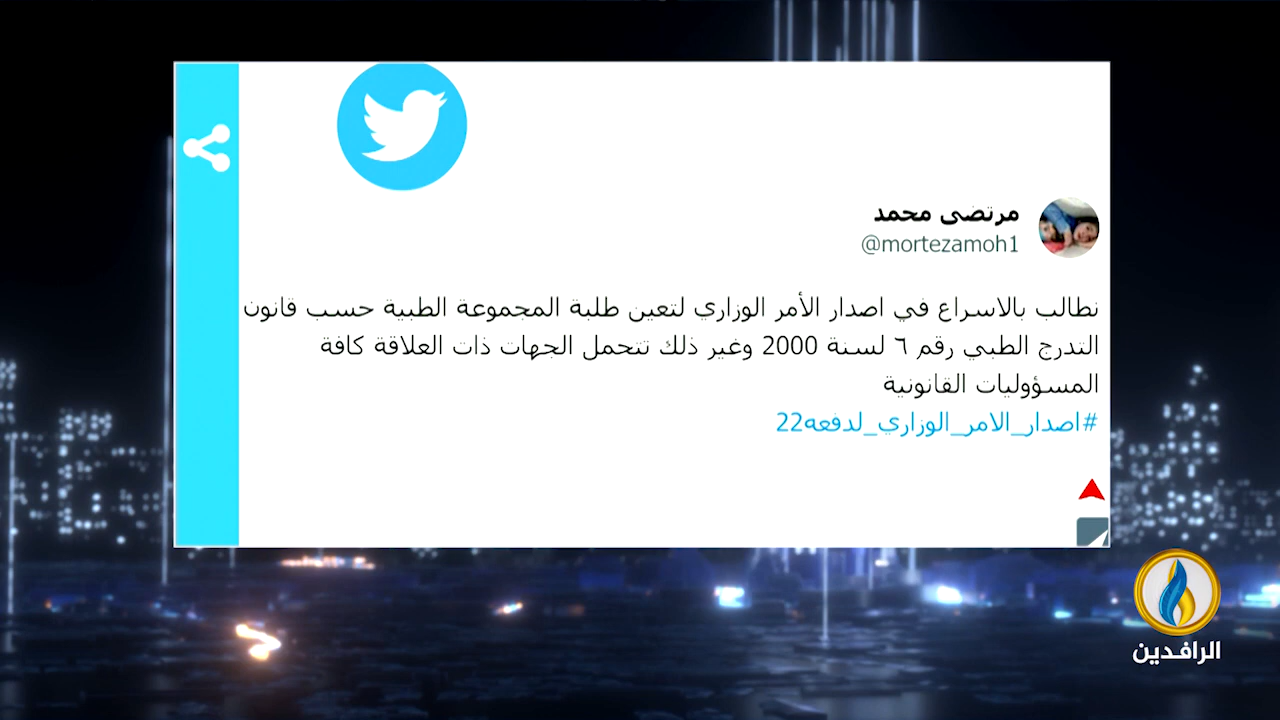 مرتضى محمد
@mortezamoh1
نطالب بالاسراع في اصدار الأمر الوزاري لتعين طلبة المجموعة الطبية حسب قانون
التدرج الطبي رقم ٦ لسنة 2000 وغير ذلك تتحمل الجهات ذات العلاقة كافة
المسؤوليات القانونية
#اصدار_الامر_الوزاري_لدفعه22
الرافدين